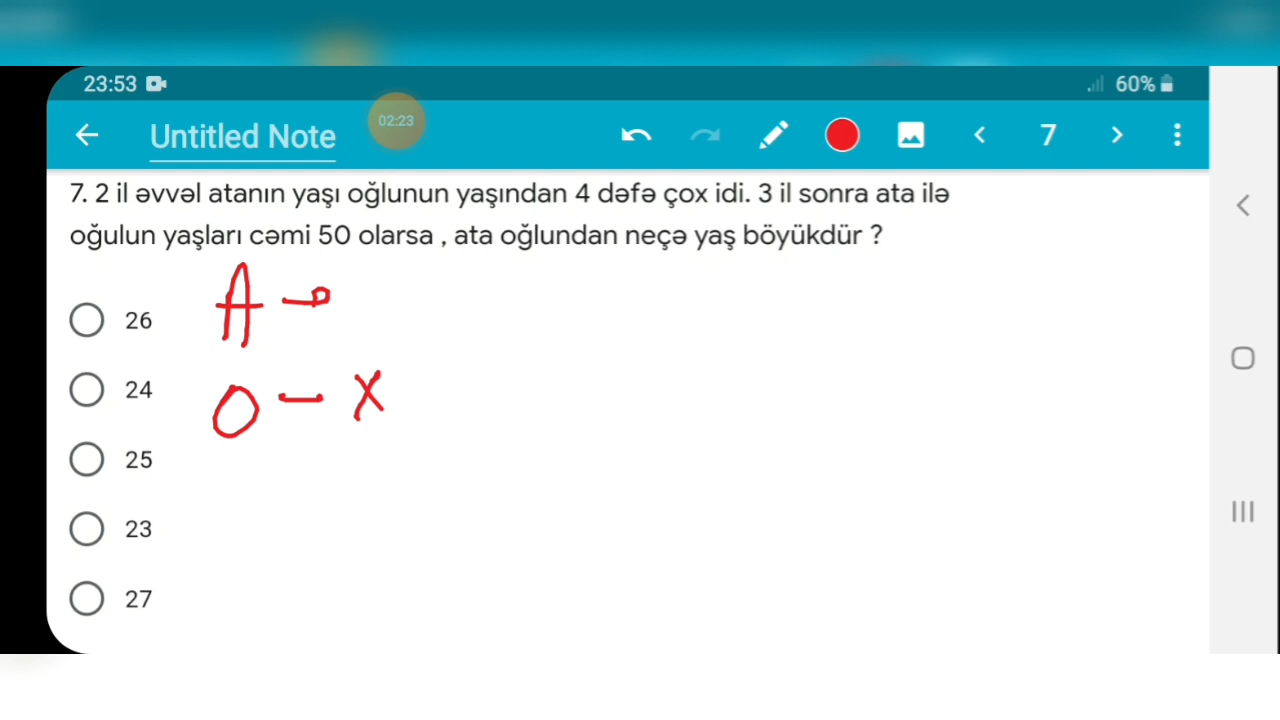 23:53 60%
02:23
Untitled Note 7
7. 2 il əvvəl atanın yaşı oğlunun yaşından 4 dəfə çox idi. 3 il sonra ata ilə
oğulun yaşları cəmi 50 olarsa , ata oğlundan neçə yaş böyükdür ?
26
24
25
23
27
A -
O - X